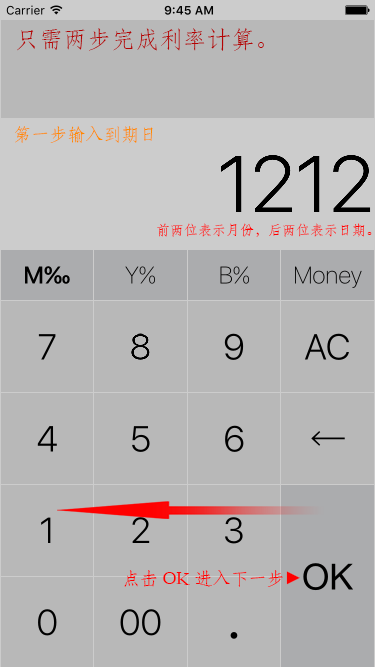 Carrier 9:45 AM
只需两步完成利率计算。
第一步输入到期日
1212
前两位表示月份，后两位表示日期。
M‰ Y% B% Money
7 8 9 AC
4 5 6 ←
1 2 3
点击 OK 进入下一步 OK
0 00 .